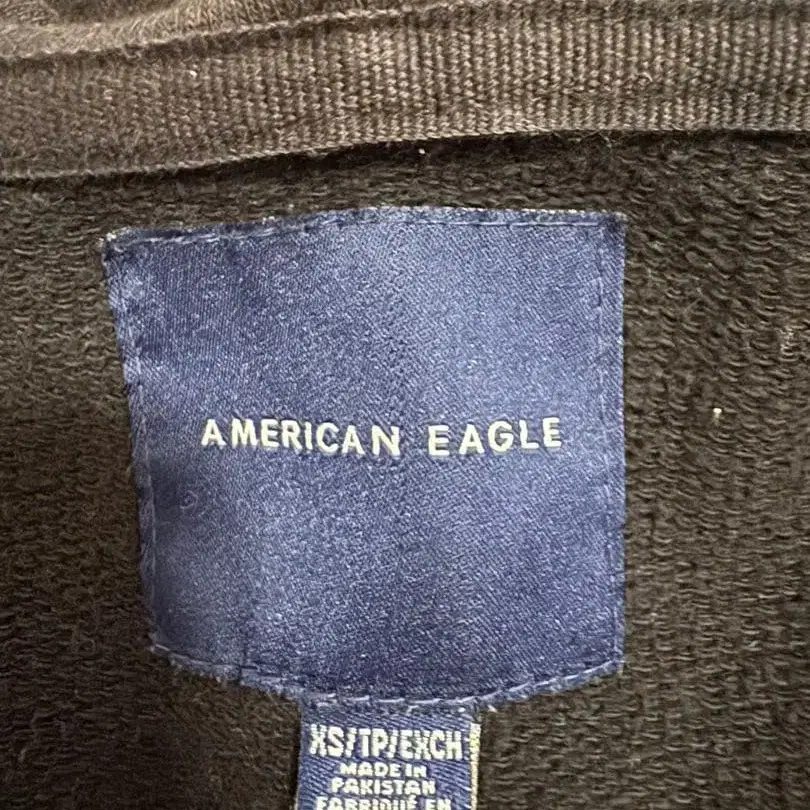 AMERICAN EAGLE
XS/TP/EXCH
MADE IN
PAKISTAN
FABRIQUÉ EN